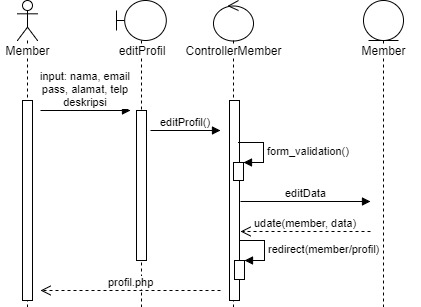 Member
editProfil
ControllerMember
Member
input: nama, email
pass, alamat, telp
deskripsi
editProfil()
form_validation()
editData
udate(member, data)
redirect(member/profil)
profil.php